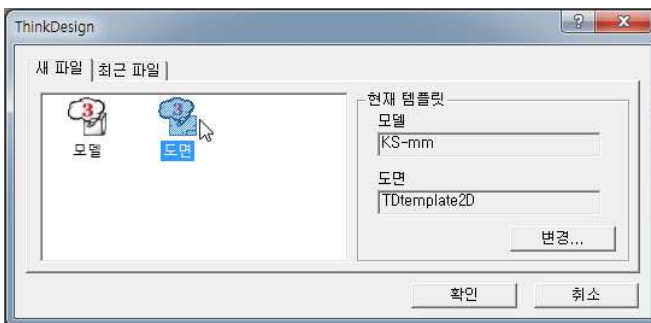 ThinkDesign
새 파일 최근 파일
모델
도면
현재 템플릿
모델
KS-mm
도면
TDtemplate2D
변경...
확인
취소